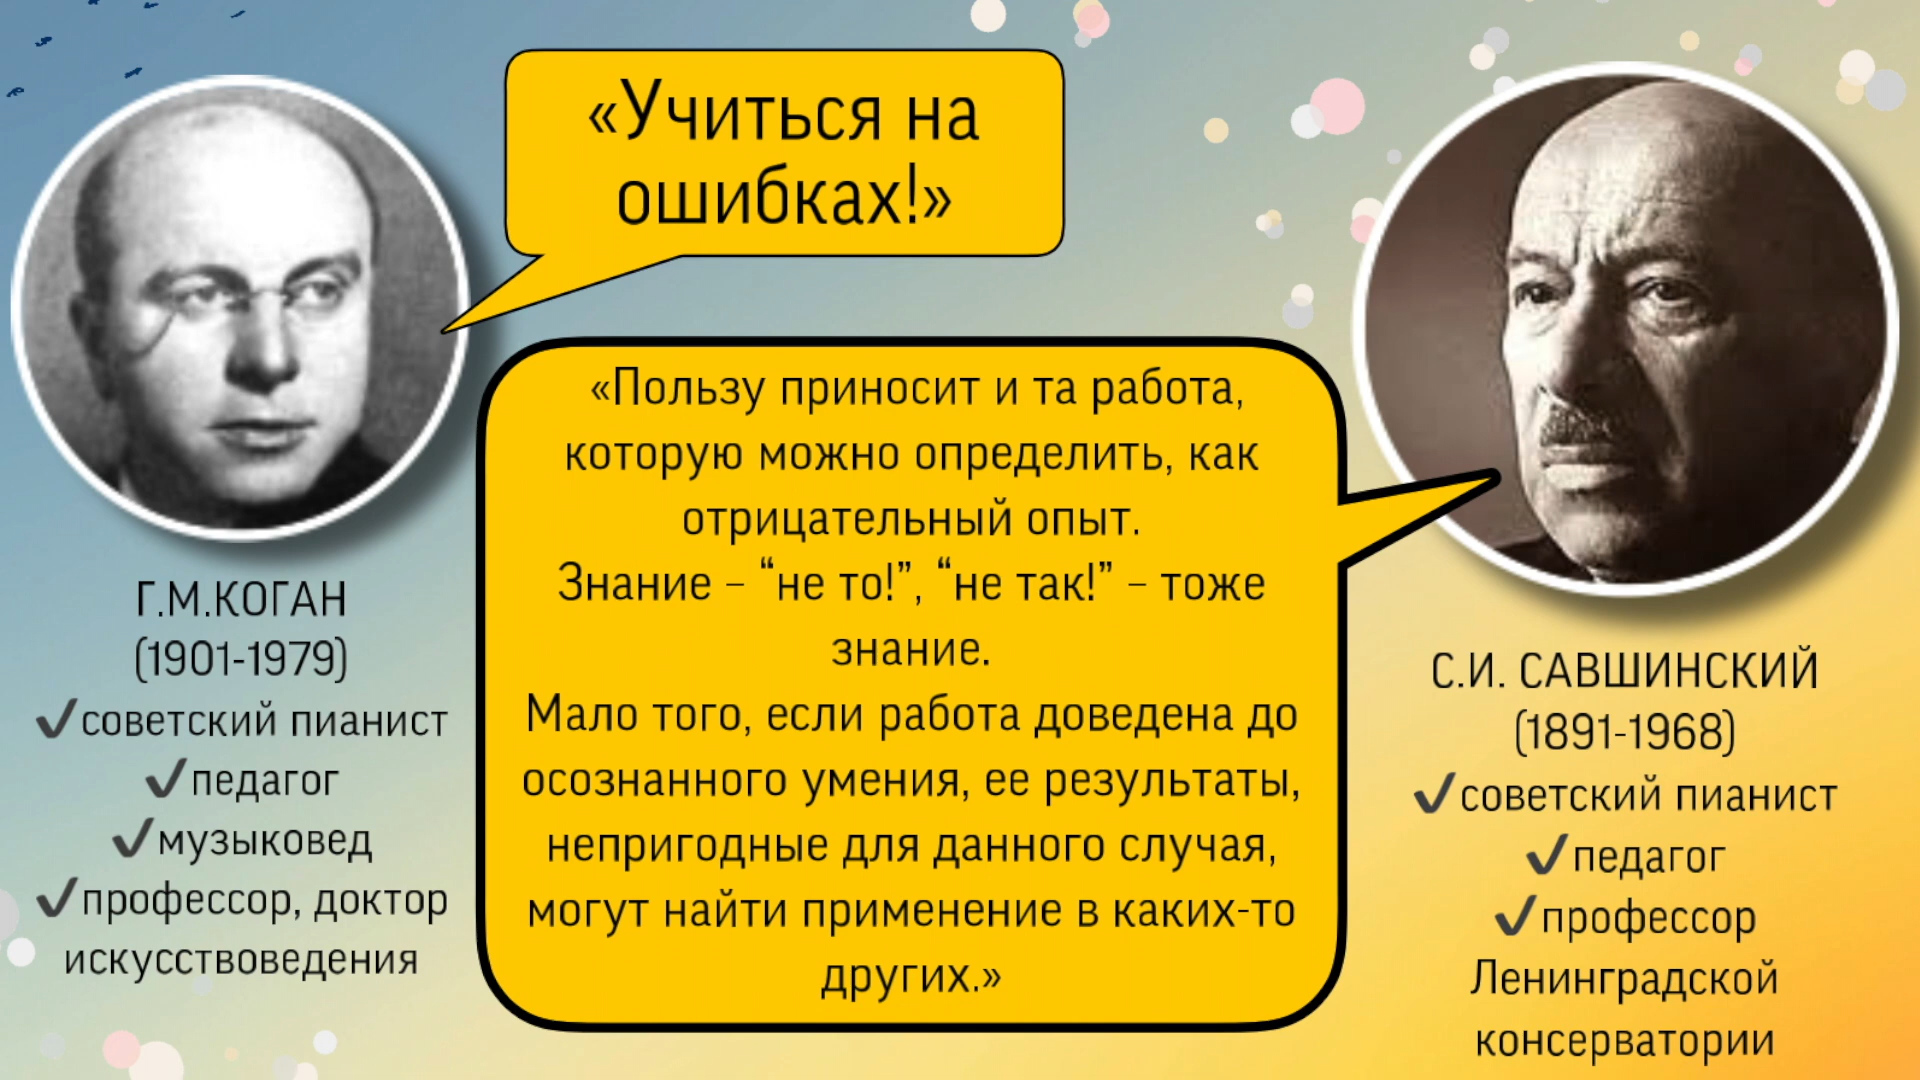 «Учиться на
ошибках!»
Г.М.КОГАН
(1901-1979)
✔советский пианист
✔педагог
✔музыковед
✔профессор, доктор
искусствоведения
«Пользу приносит и та работа,
которую можно определить, как
отрицательный опыт.
Знание – “не то!”, “не так!” – тоже
знание.
Мало того, если работа доведена до
осознанного умения, ее результаты,
непригодные для данного случая,
могут найти применение в каких-то
других.»
С.И. САВШИНСКИЙ
(1891-1968)
✔советский пианист
✔педагог
✔профессор
Ленинградской
консерватории